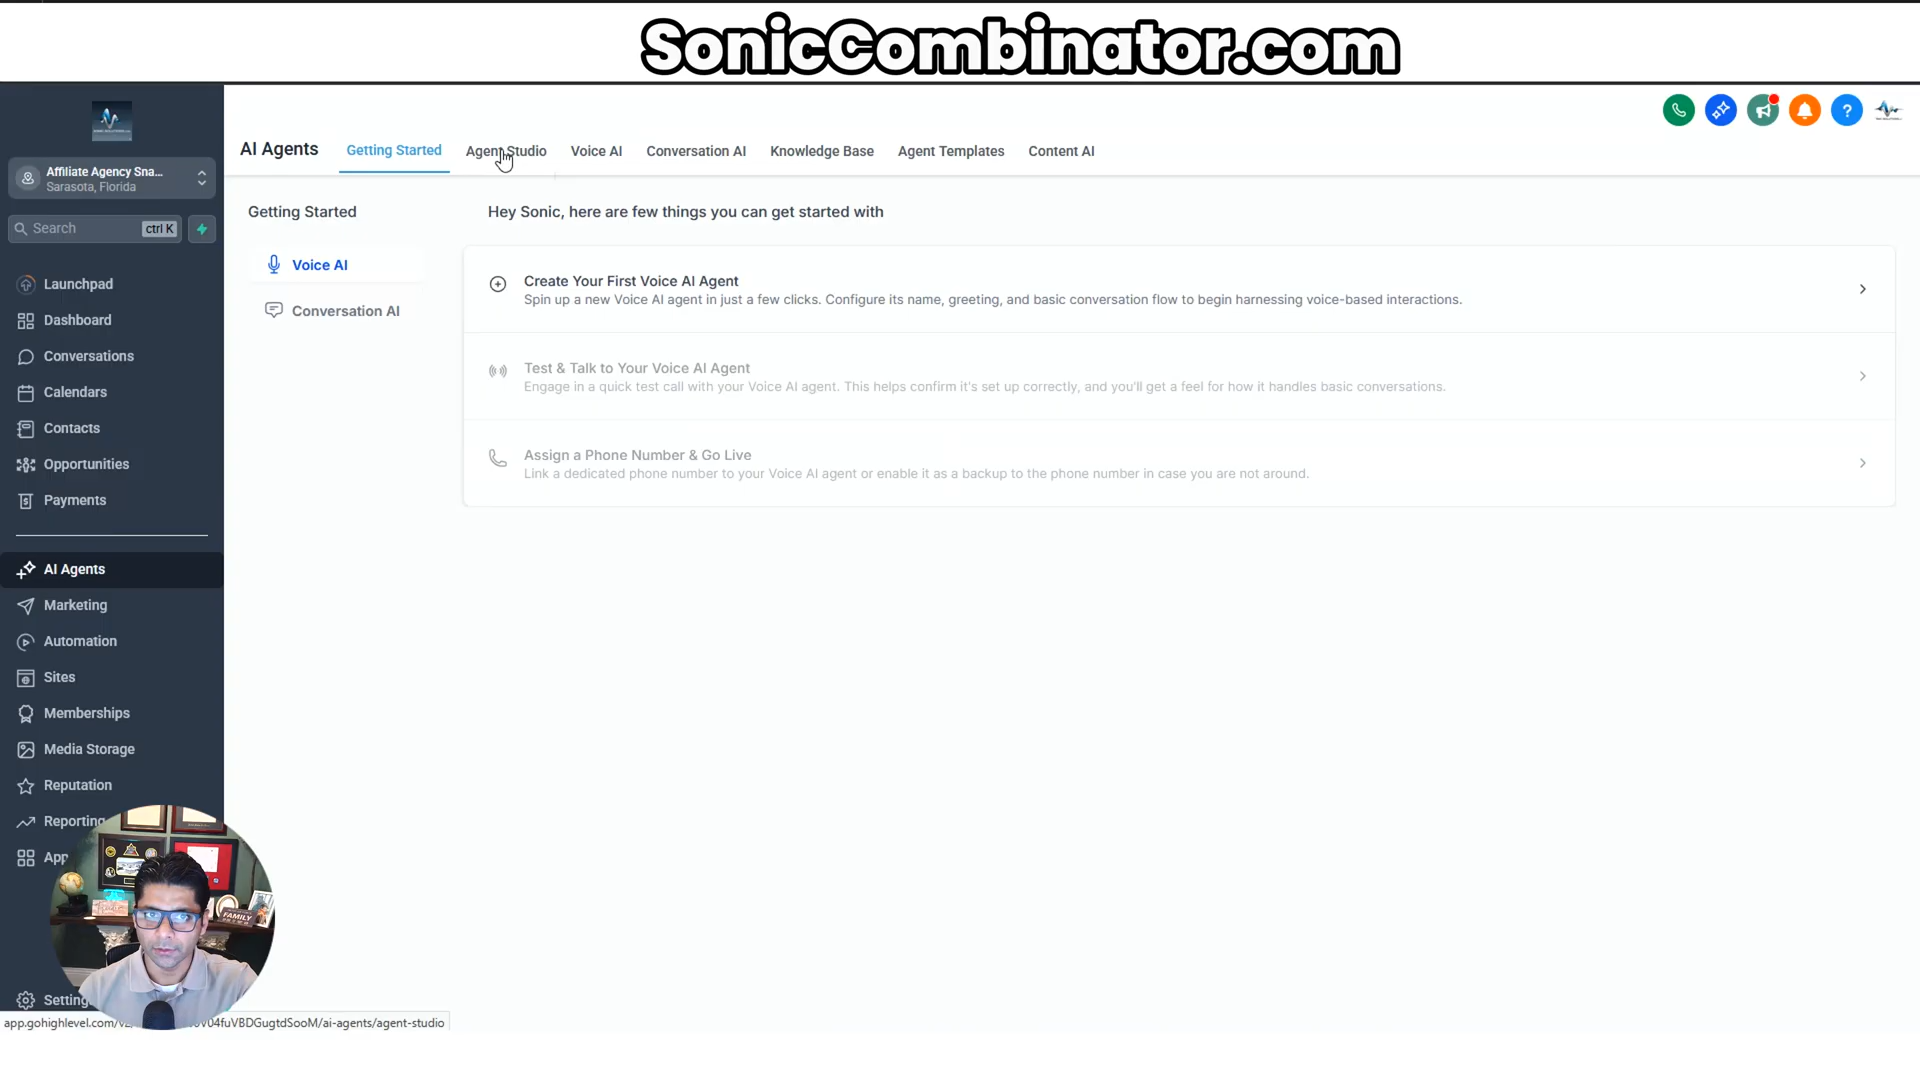 SonicCombinator.com
Affiliate Agency Sna...
Sarasota, Florida
Search
ctrl K
Launchpad
Dashboard
Conversations
Calendars
Contacts
Opportunities
Payments
AI Agents
Marketing
Automation
Sites
Memberships
Media Storage
Reputation
Reporting
App
Setting
AI Agents
Getting Started
Agent Studio
Voice AI
Conversation AI
Knowledge Base
Agent Templates
Content AI
?
Getting Started
Voice AI
Conversation AI
Hey Sonic, here are few things you can get started with
Create Your First Voice AI Agent
Spin up a new Voice AI agent in just a few clicks. Configure its name, greeting, and basic conversation flow to begin harnessing voice-based interactions.
Test & Talk to Your Voice AI Agent
Engage in a quick test call with your Voice AI agent. This helps confirm it's set up correctly, and you'll get a feel for how it handles basic conversations.
Assign a Phone Number & Go Live
Link a dedicated phone number to your Voice AI agent or enable it as a backup to the phone number in case you are not around.
FAMILY
app.gohighlevel.com/v2/
V04fuVBDGugtdSooM/ai-agents/agent-studio